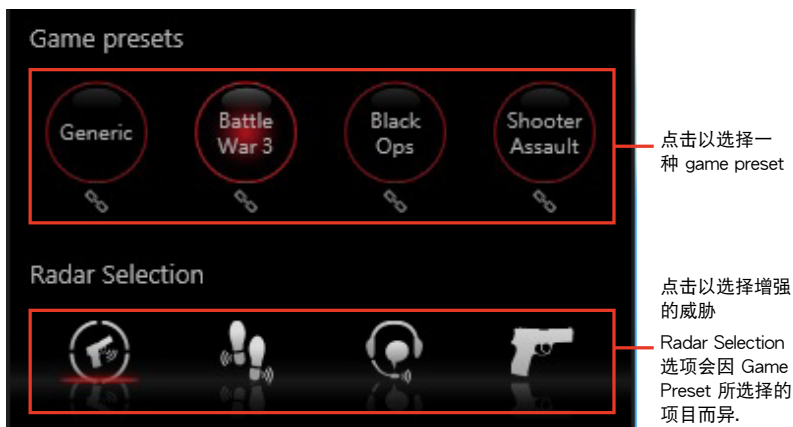 Game presets
Generic
Battle
War 3
Black
Ops
Shooter
Assault
点击以选择一
种 game preset
Radar Selection
点击以选择增强
的威胁
Radar Selection
选项会因 Game
Preset 所选择的
项目而异.